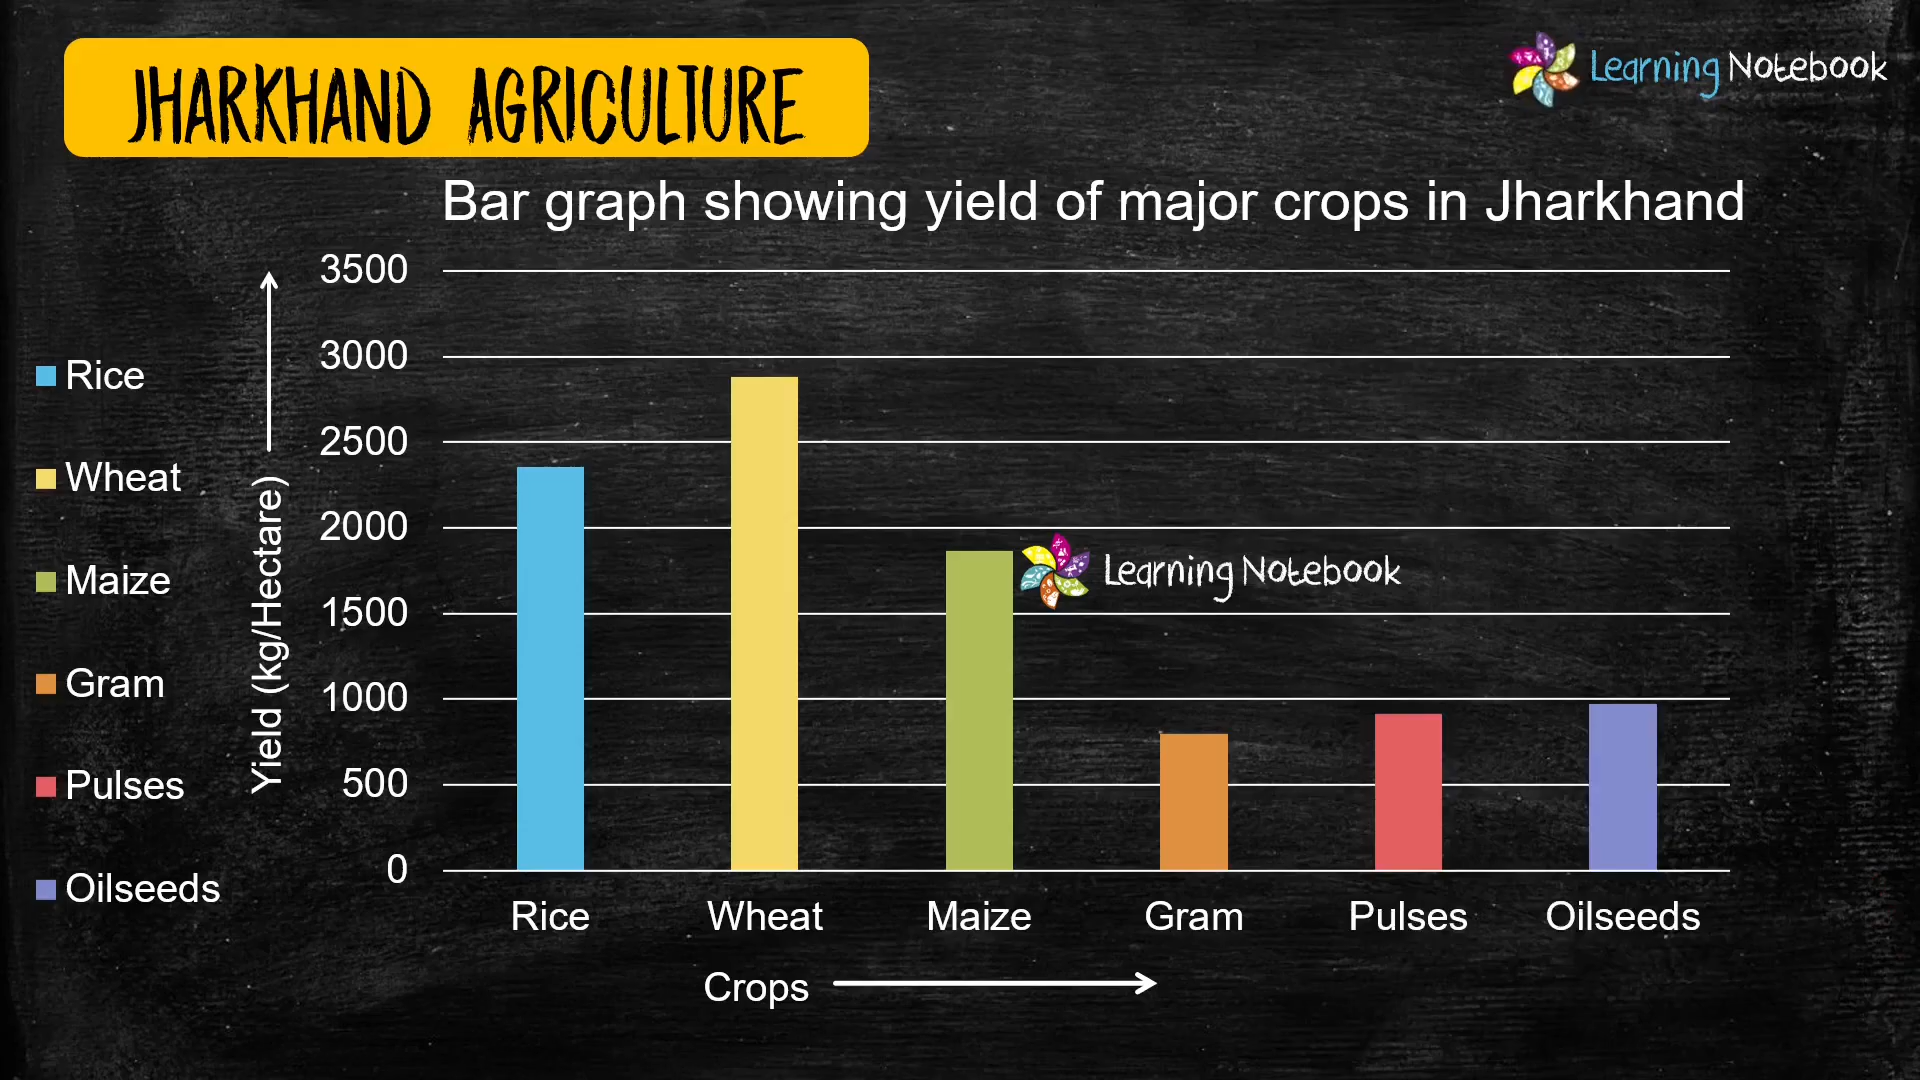 JHARKHAND AGRICULTURE
Learning Notebook
Bar graph showing yield of major crops in Jharkhand
3500
3000
2500
2000
1500
1000
500
0
Yield (kg/Hectare)
Rice
Wheat
Maize
Gram
Pulses
Oilseeds
Learning Notebook
Rice Wheat Maize Gram Pulses Oilseeds
Crops